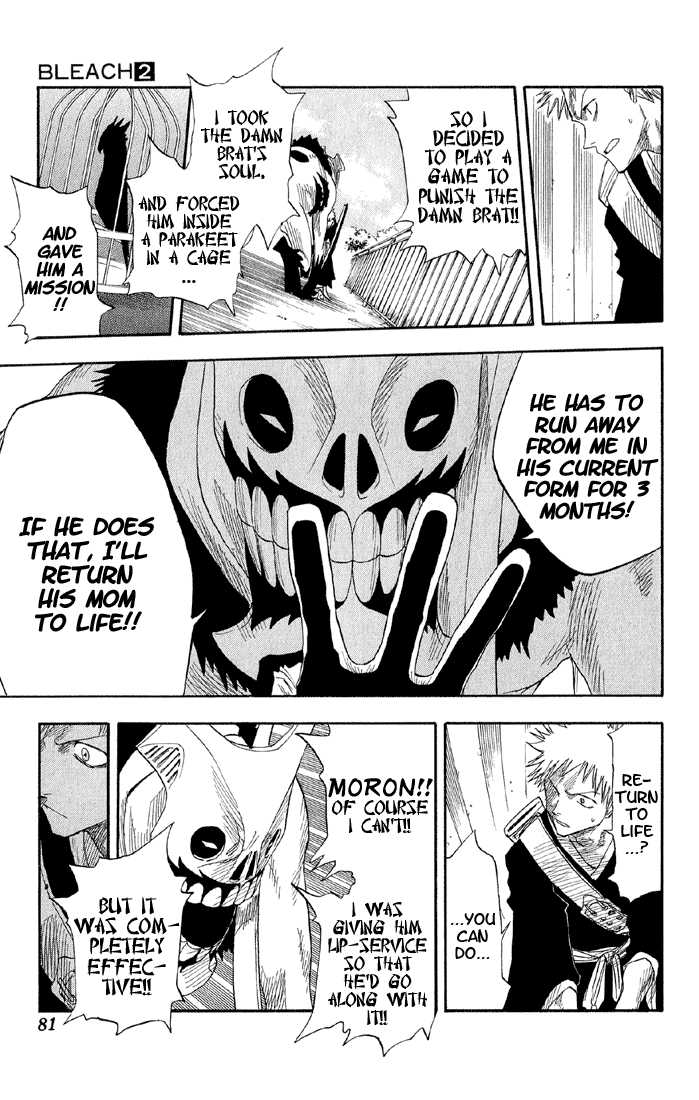 BLEACH 2
SO I
DECIDED
TO PLAY A
GAME TO
PUNISH THE
DAMN BRAT!!
I TOOK
THE DAMN
BRAT'S
SOUL.
AND FORCED
HIM INSIDE
A PARAKEET
IN A CAGE
...
AND
GAVE
HIM A
MISSION
!!
HE HAS TO
RUN AWAY
FROM ME IN
HIS CURRENT
FORM FOR 3
MONTHS!
IF HE DOES
THAT, I'LL
RETURN
HIS MOM
TO LIFE!!
RE-
TURN
TO LIFE
...?
...YOU
CAN
DO...
MORON!!
OF COURSE
I CAN'T!!
I WAS
GIVING HIM
LIP-SERVICE
SO THAT
HE'D GO
ALONG WITH
IT!!
BUT IT
WAS COM-
PLETELY
EFFEC-
TIVE!!
81